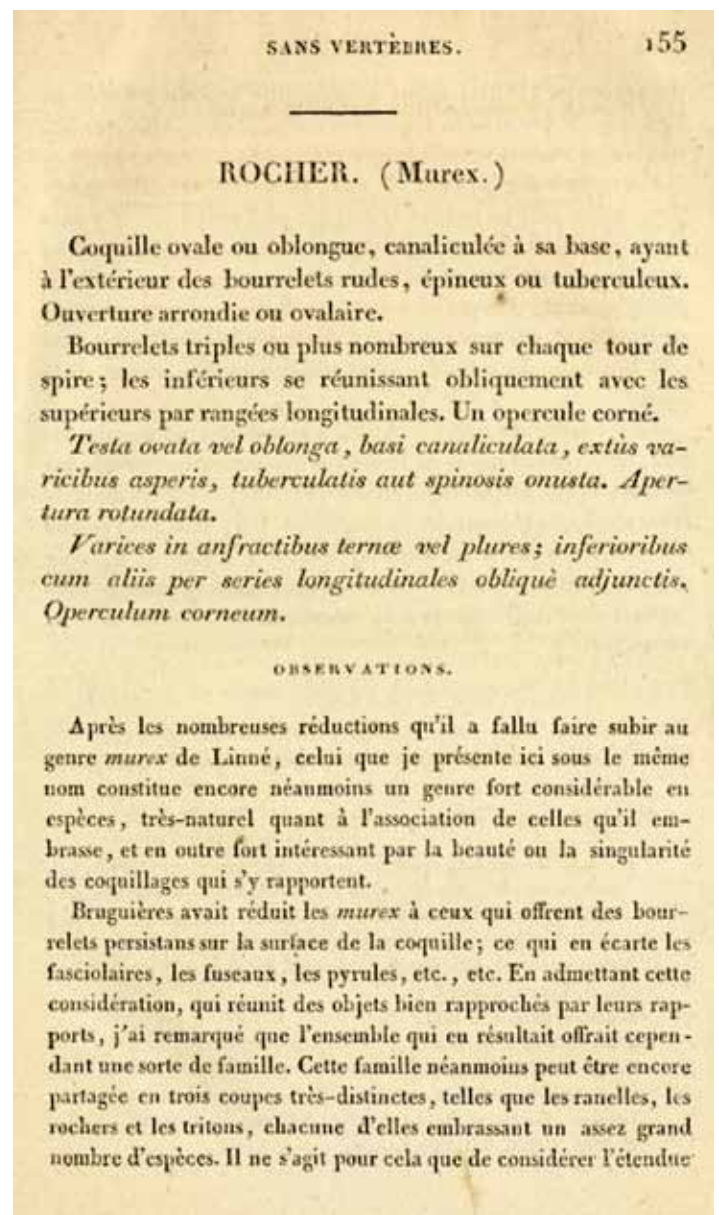 SANS VERTÈBRES. 155
ROCHER. (Murex.)
Coquille ovale ou oblongue, canaliculée à sa base, ayant
à l'extérieur des bourrelets rudes, épineux ou tuberculeux.
Ouverture arrondie ou ovalaire.
Bourrelets triples ou plus nombreux sur chaque tour de
spire; les inférieurs se réunissant obliquement avec les
supérieurs par rangées longitudinales. Un opercule corné.
Testa ovata vel oblonga, basi canaliculata, extùs va-
ricibus asperis, tuberculatis aut spinosis onusta. Aper-
tura rotundata.
Varices in anfractibus ternæ vel plures; inferioribus
cum aliis per series longitudinales obliquè adjunctis.
Operculum corneum.
OBSERVATIONS.
Après les nombreuses réductions qu'il a fallu faire subir au
genre murex de Linné, celui que je présente ici sous le même
nom constitue encore néanmoins un genre fort considérable en
espèces, très-naturel quant à l'association de celles qu'il em-
brasse, et en outre fort intéressant par la beauté ou la singularité
des coquillages qui s'y rapportent.
Bruguières avait réduit les murex à ceux qui offrent des bour-
relets persistans sur la surface de la coquille; ce qui en écarte les
fasciolaires, les fuseaux, les pyrules, etc., etc. En admettant cette
considération, qui réunit des objets bien rapprochés par leurs rap-
ports, j'ai remarqué que l'ensemble qui en résultait offrait cepen-
dant une sorte de famille. Cette famille néanmoins peut être encore
partagée en trois coupes très-distinctes, telles que les ranelles, les
rochers et les tritons, chacune d'elles embrassant un assez grand
nombre d'espèces. Il ne s'agit pour cela que de considérer l'étendue